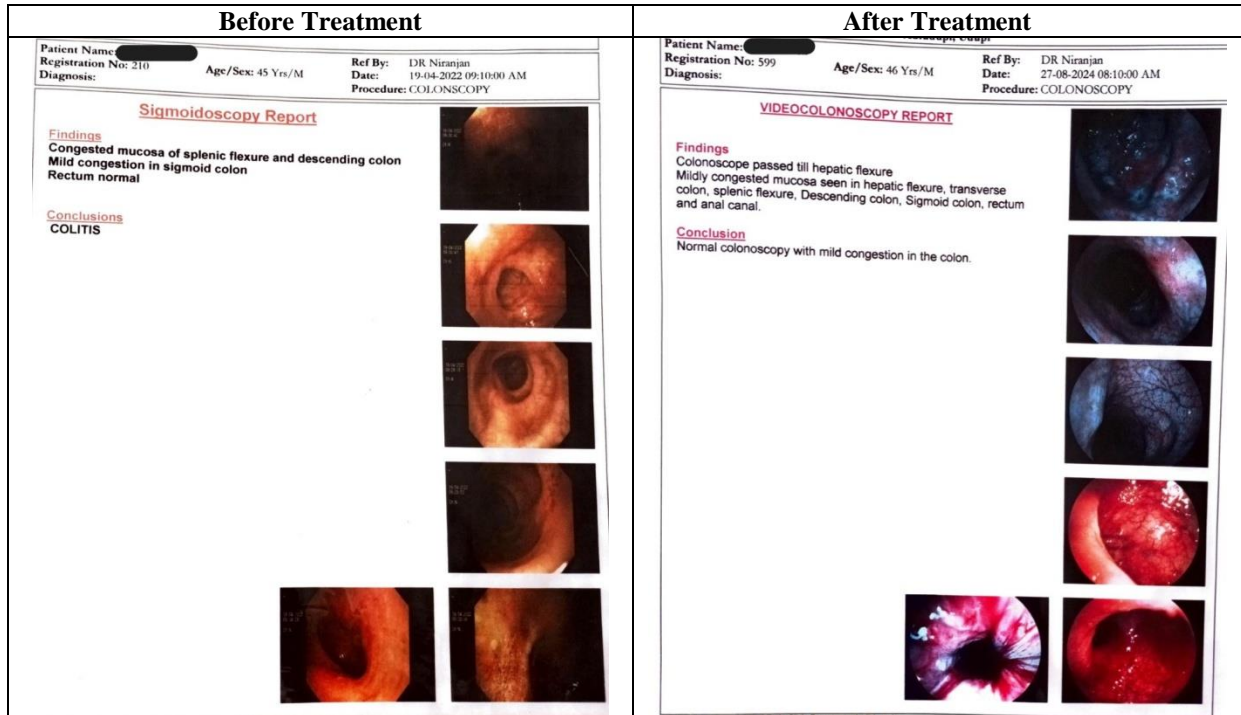 Before Treatment
Patient Name:
Registration No: 210
Age/Sex: 45 Yrs/M
Ref By: DR Niranjan
Diagnosis:
Date: 19-04-2022 09:10:00 AM
Procedure: COLONSCOPY
Sigmoidoscopy Report
Findings
Congested mucosa of splenic flexure and descending colon
Mild congestion in sigmoid colon
Rectum normal
Conclusions
COLITIS
After Treatment
Patient Name:
Registration No: 599
Age/Sex: 46 Yrs/M
Ref By: DR Niranjan
Diagnosis:
Date: 27-08-2024 08:10:00 AM
Procedure: COLONOSCOPY
VIDEOCOLONOSCOPY REPORT
Findings
Colonoscope passed till hepatic flexure
Mildly congested mucosa seen in hepatic flexure, transverse
colon, splenic flexure, Descending colon, Sigmoid colon, rectum
and anal canal.
Conclusion
Normal colonoscopy with mild congestion in the colon.